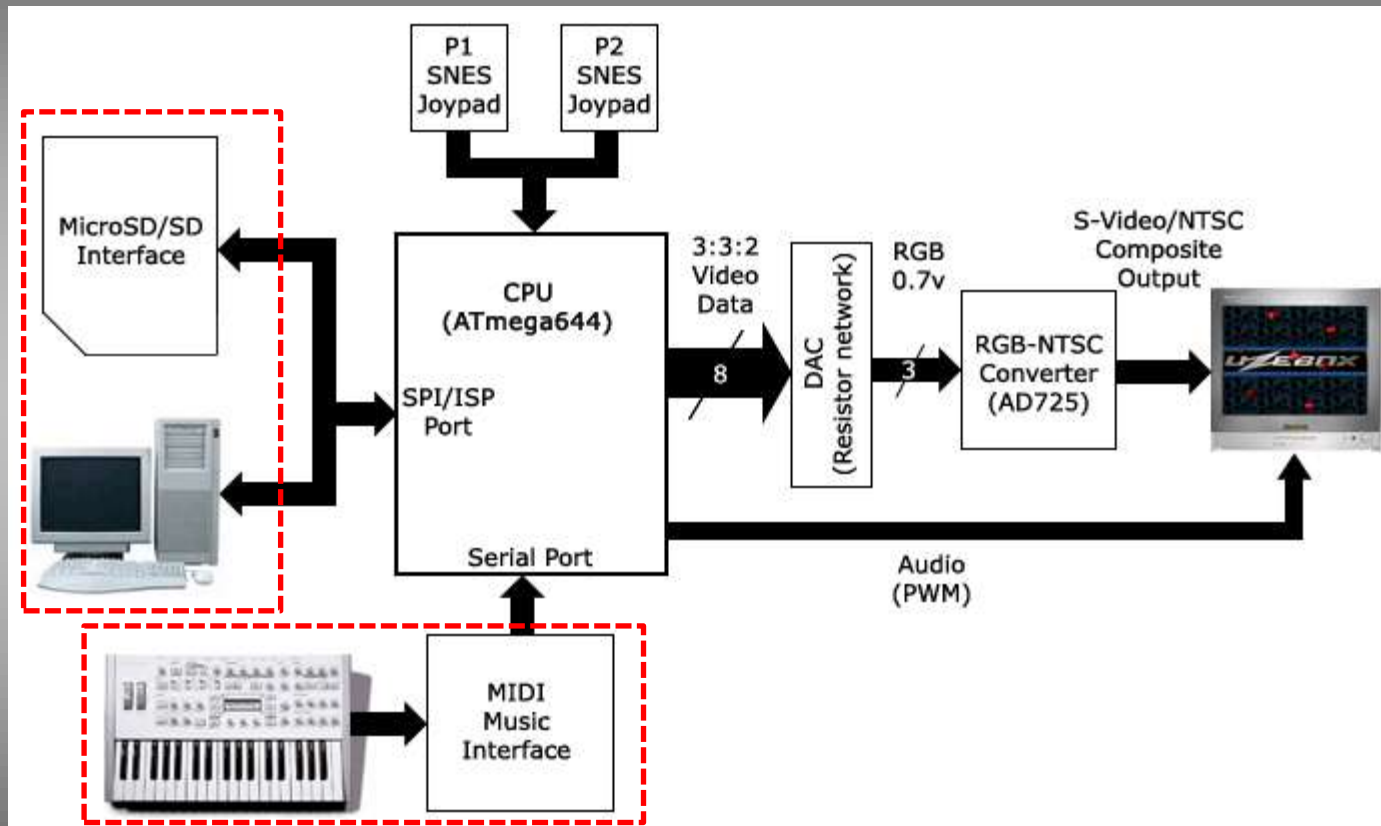 P1
SNES
Joypad
P2
SNES
Joypad
MicroSD/SD
Interface
CPU
(ATmega644)
SPI/ISP
Port
Serial Port
3:3:2
Video
Data
8
DAC
(Resistor network)
RGB
0.7v
3
RGB-NTSC
Converter
(AD725)
S-Video/NTSC
Composite
Output
UZEBOX
Audio
(PWM)
MIDI
Music
Interface